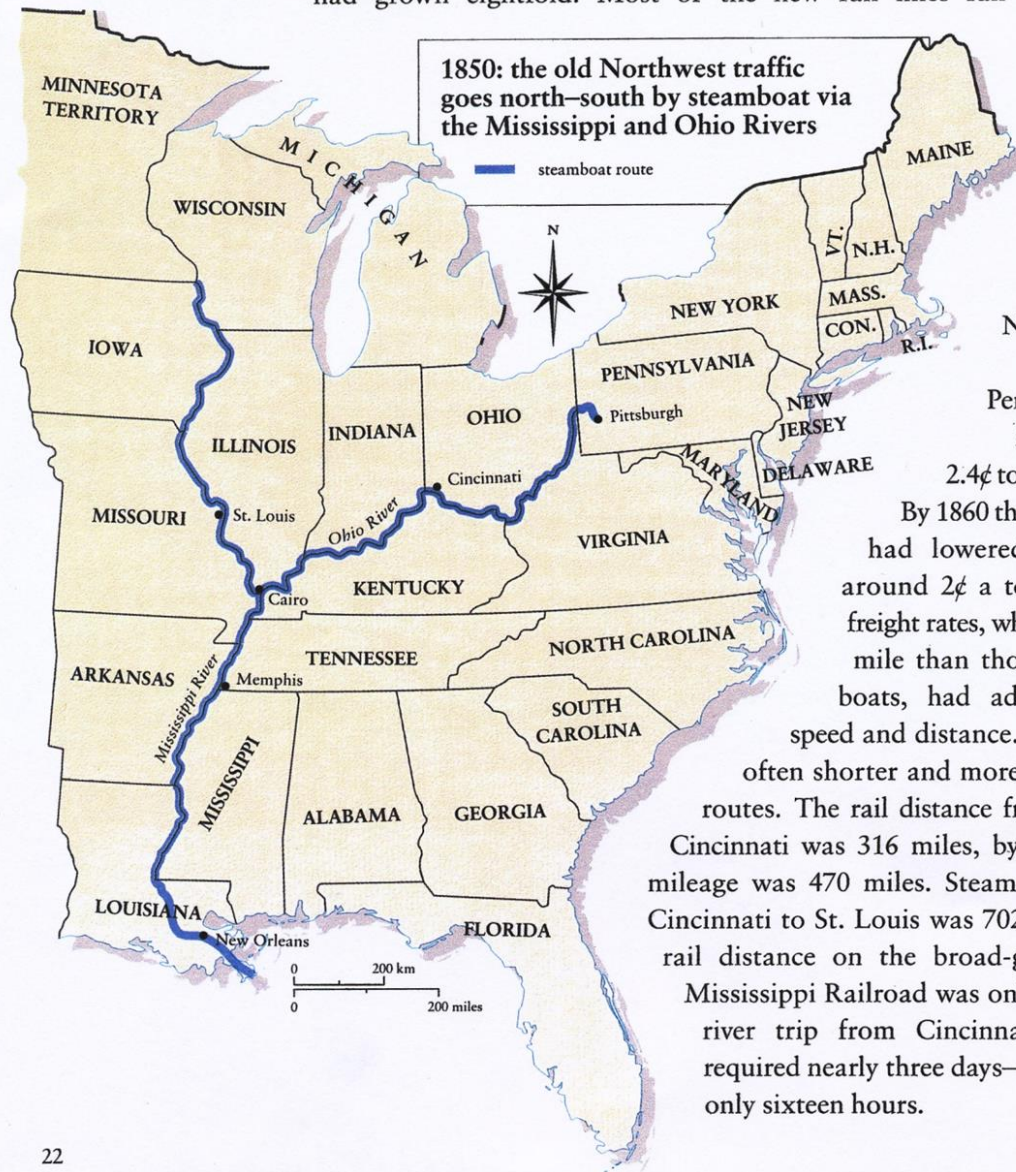 had grown eightfold. Most of the new
1850: the old Northwest traffic
goes north–south by steamboat via
the Mississippi and Ohio Rivers
steamboat route
MINNESOTA
TERRITORY
MICHIGAN
WISCONSIN
MAINE
N
VT.
N.H.
NEW YORK
MASS.
CON.
R.I.
IOWA
PENNSYLVANIA
Pittsburgh
NEW
JERSEY
OHIO
ILLINOIS
INDIANA
Cincinnati
MARYLAND
DELAWARE
MISSOURI
St. Louis
Ohio River
VIRGINIA
KENTUCKY
Cairo
TENNESSEE
NORTH CAROLINA
ARKANSAS
Memphis
Mississippi River
SOUTH
CAROLINA
MISSISSIPPI
ALABAMA
GEORGIA
LOUISIANA
New Orleans
FLORIDA
0 200 km
0 200 miles
N
Per
2.4¢ to
By 1860 th
had lowered
around 2¢ a to
freight rates, wh
mile than tho
boats, had ad
speed and distance.
often shorter and more
routes. The rail distance fr
Cincinnati was 316 miles, by
mileage was 470 miles. Steam
Cincinnati to St. Louis was 702
rail distance on the broad-g
Mississippi Railroad was on
river trip from Cincinna
required nearly three days—
only sixteen hours.
22